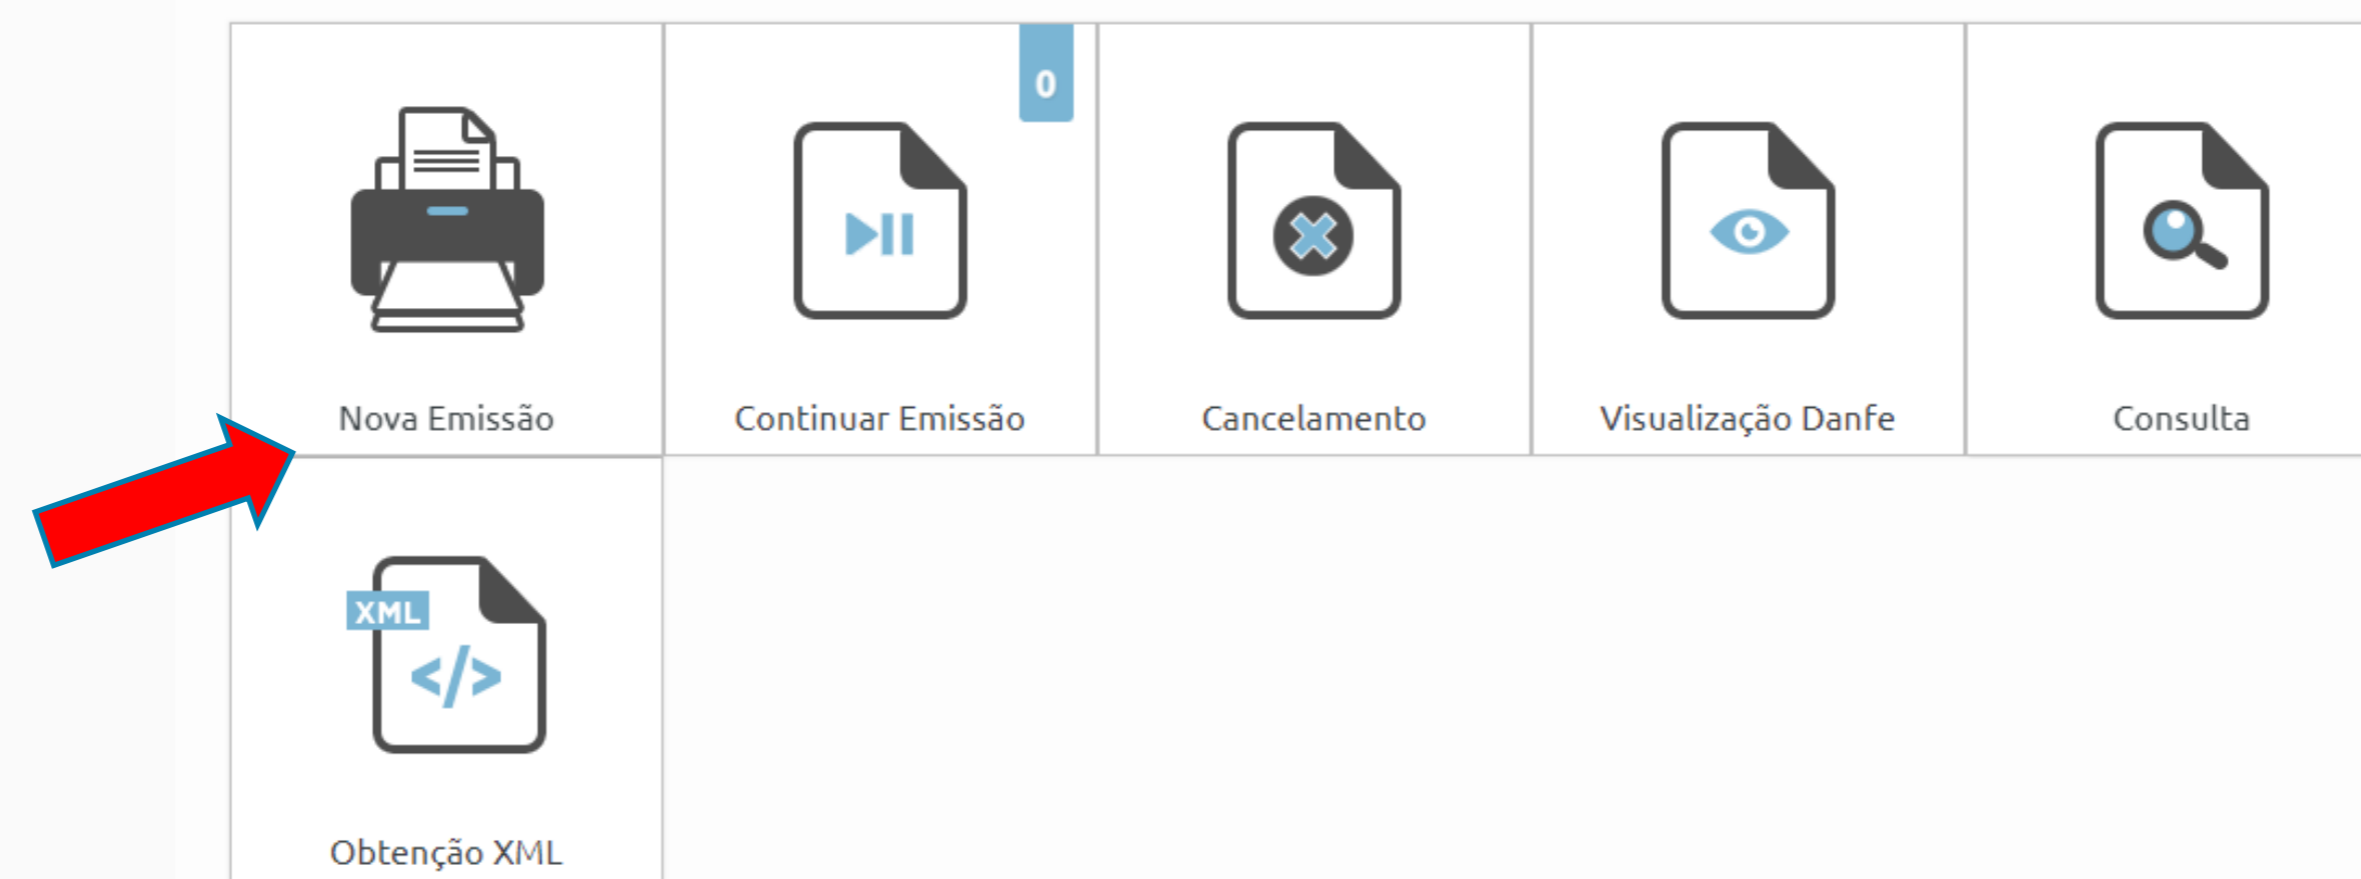 0
Nova Emissão
Continuar Emissão
Cancelamento
Visualização Danfe
Consulta
XML
</>
Obtenção XML